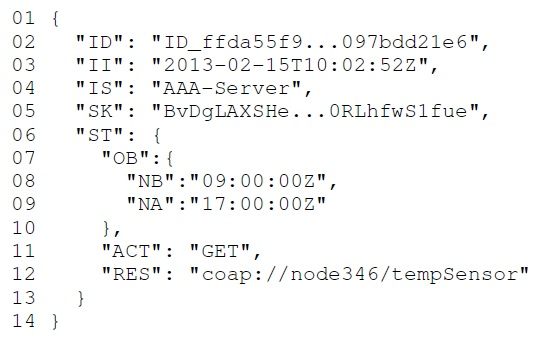 01 {
02   "ID": "ID_ffda55f9...097bdd21e6",
03   "II": "2013-02-15T10:02:52Z",
04   "IS": "AAA-Server",
05   "SK": "BvDgLAXSHe...0RLhfwS1fue",
06   "ST": {
07     "OB":{
08       "NB":"09:00:00Z",
09       "NA":"17:00:00Z"
10     },
11     "ACT": "GET",
12     "RES": "coap://node346/tempSensor"
13   }
14 }